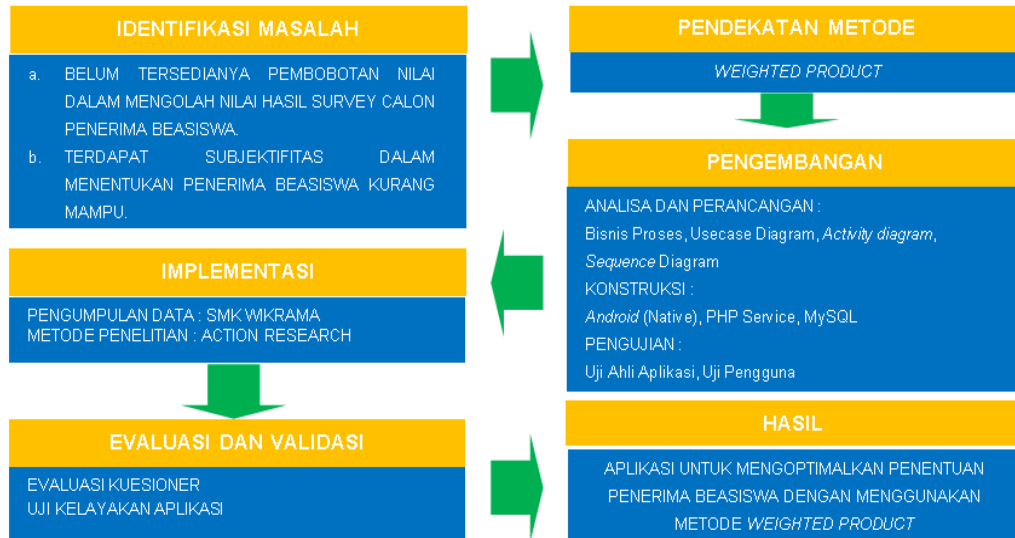 IDENTIFIKASI MASALAH
a. BELUM TERSEDIANYA PEMBOBOTAN NILAI
DALAM MENGOLAH NILAI HASIL SURVEY CALON
PENERIMA BEASISWA.
b. TERDAPAT SUBJEKTIFITAS DALAM
MENENTUKAN PENERIMA BEASISWA KURANG
MAMPU.
PENDEKATAN METODE
WEIGHTED PRODUCT
PENGEMBANGAN
ANALISA DAN PERANCANGAN :
Bisnis Proses, Usecase Diagram, Activity diagram,
Sequence Diagram
KONSTRUKSI :
Android (Native), PHP Service, MySQL
PENGUJIAN :
Uji Ahli Aplikasi, Uji Pengguna
IMPLEMENTASI
PENGUMPULAN DATA : SMK WIKRAMA
METODE PENELITIAN : ACTION RESEARCH
EVALUASI DAN VALIDASI
EVALUASI KUESIONER
UJI KELAYAKAN APLIKASI
HASIL
APLIKASI UNTUK MENGOPTIMALKAN PENENTUAN
PENERIMA BEASISWA DENGAN MENGGUNAKAN
METODE WEIGHTED PRODUCT